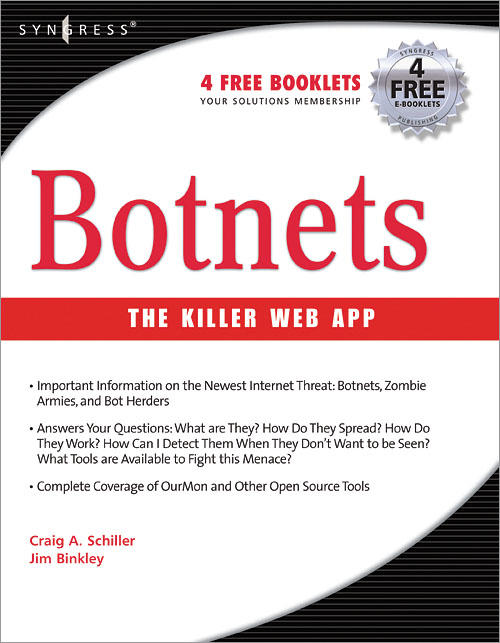 SYNGRESS®
4 FREE BOOKLETS
YOUR SOLUTIONS MEMBERSHIP
SYNGRESS
4
FREE
E-BOOKLETS
PUBLISHING
Botnets
THE KILLER WEB APP
• Important Information on the Newest Internet Threat: Botnets, Zombie
Armies, and Bot Herders
• Answers Your Questions: What are They? How Do They Spread? How Do
They Work? How Can I Detect Them When They Don't Want to be Seen?
What Tools are Available to Fight this Menace?
• Complete Coverage of OurMon and Other Open Source Tools
Craig A. Schiller
Jim Binkley